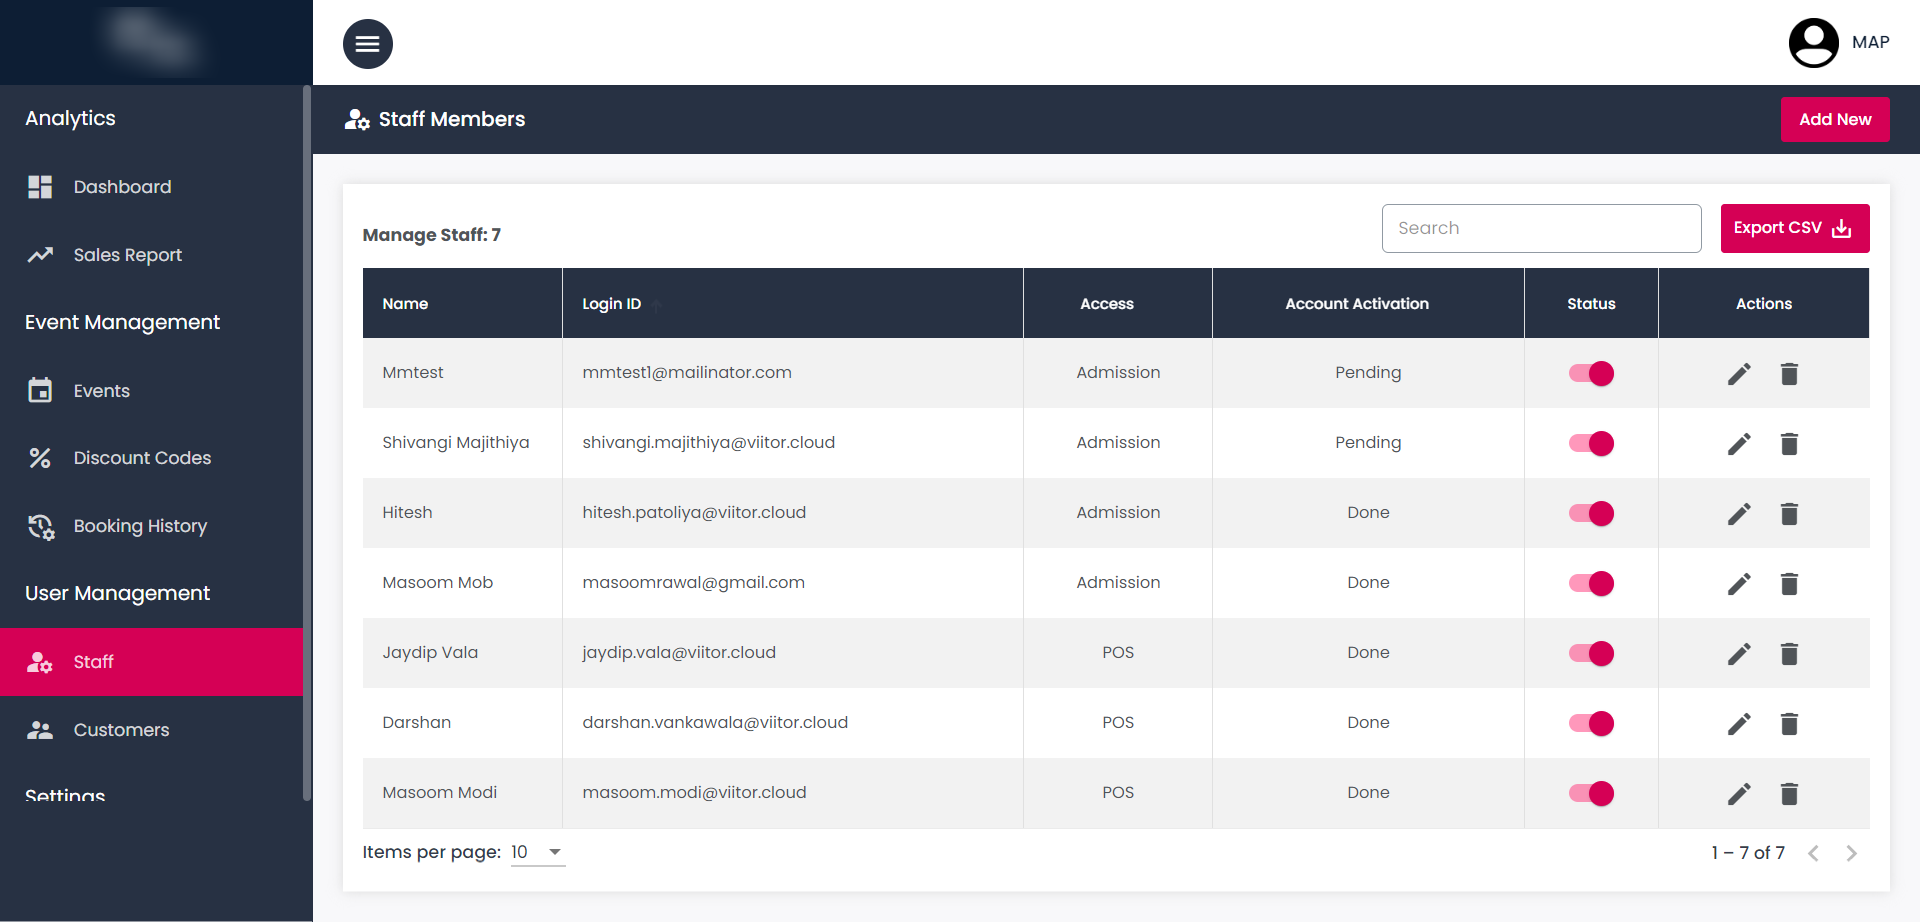 MAP
Analytics
Dashboard
Sales Report
Event Management
Events
Discount Codes
Booking History
User Management
Staff
Customers
Settings
Staff Members
Add New
Manage Staff: 7
Search
Export CSV
Name Login ID Access Account Activation Status Actions
Mmtest mmtest1@mailinator.com Admission Pending
Shivangi Majithiya shivangi.majithiya@viitor.cloud Admission Pending
Hitesh hitesh.patoliya@viitor.cloud Admission Done
Masoom Mob masoomrawal@gmail.com Admission Done
Jaydip Vala jaydip.vala@viitor.cloud POS Done
Darshan darshan.vankawala@viitor.cloud POS Done
Masoom Modi masoom.modi@viitor.cloud POS Done
Items per page: 10
1 – 7 of 7